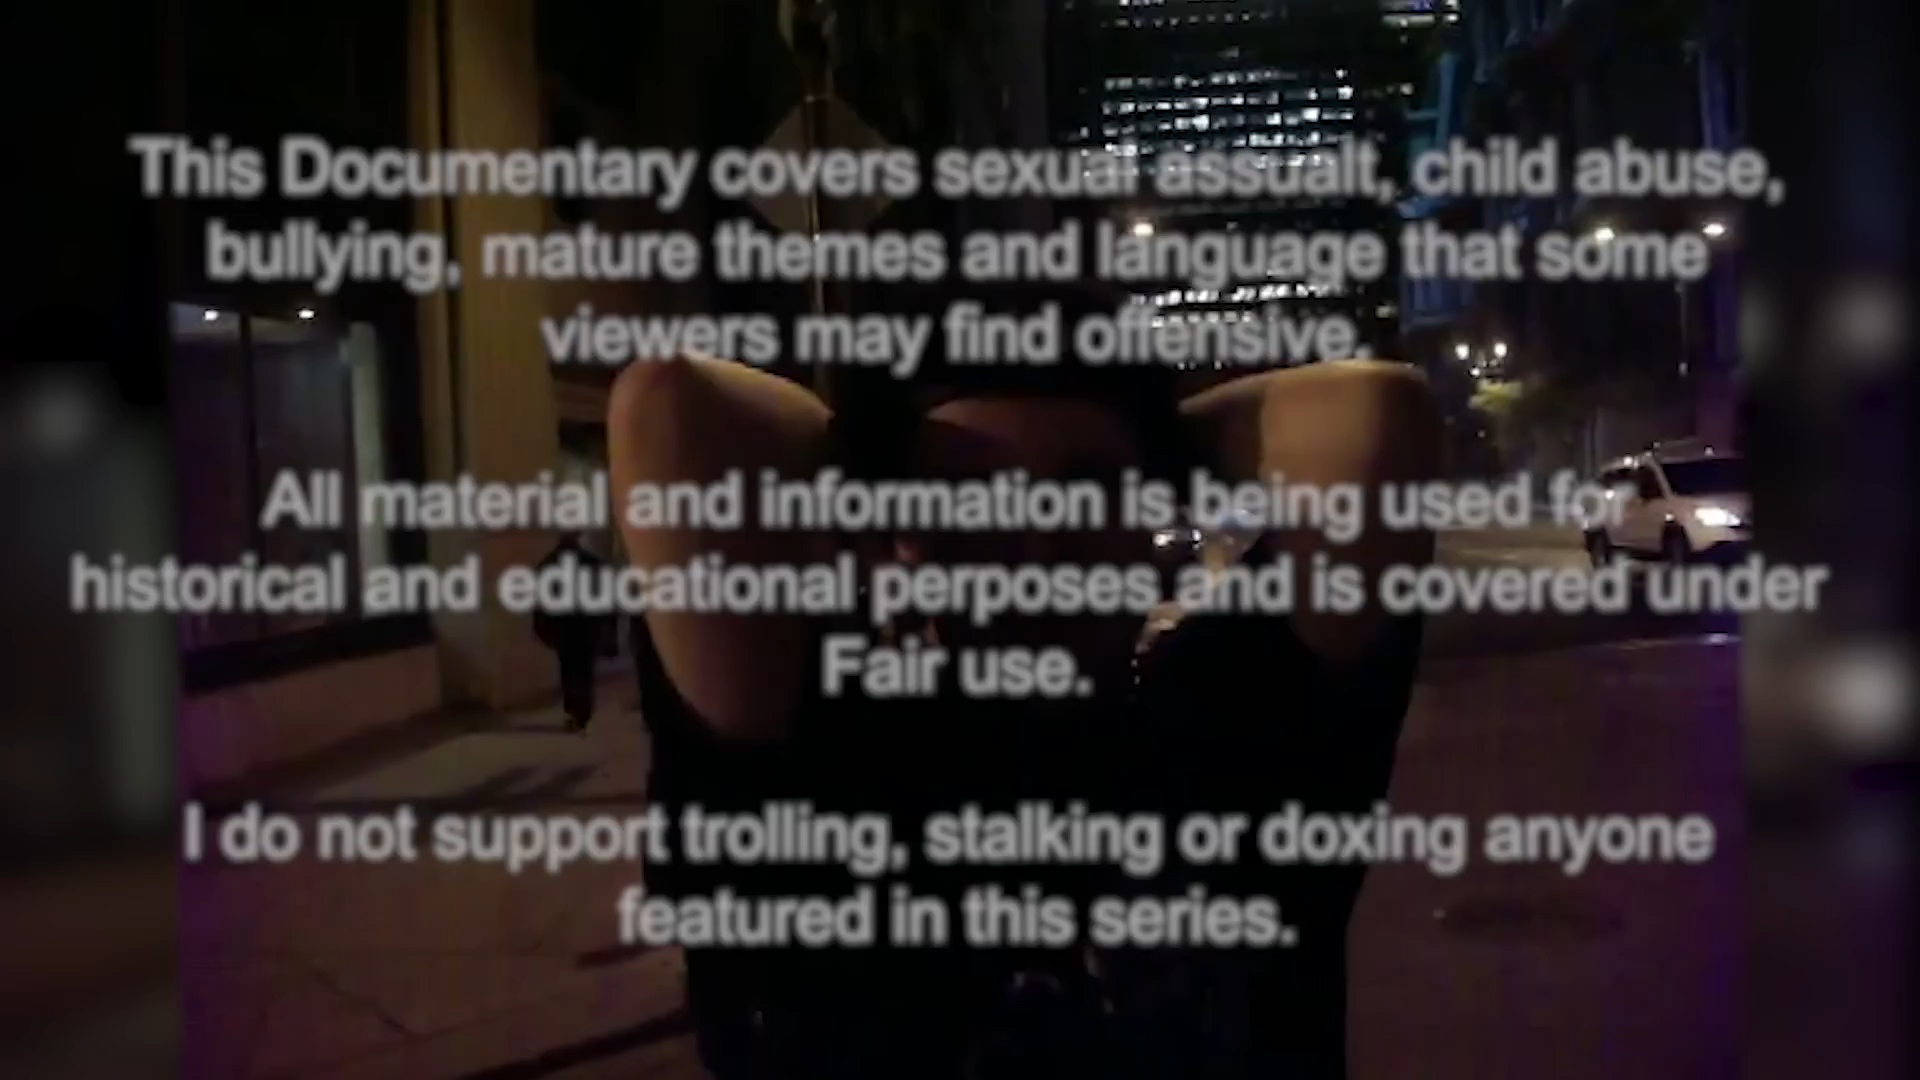 This Documentary covers sexual assualt, child abuse,
bullying, mature themes and language that some
viewers may find offensive.
All material and information is being used for
historical and educational perposes and is covered under
Fair use.
I do not support trolling, stalking or doxing anyone
featured in this series.